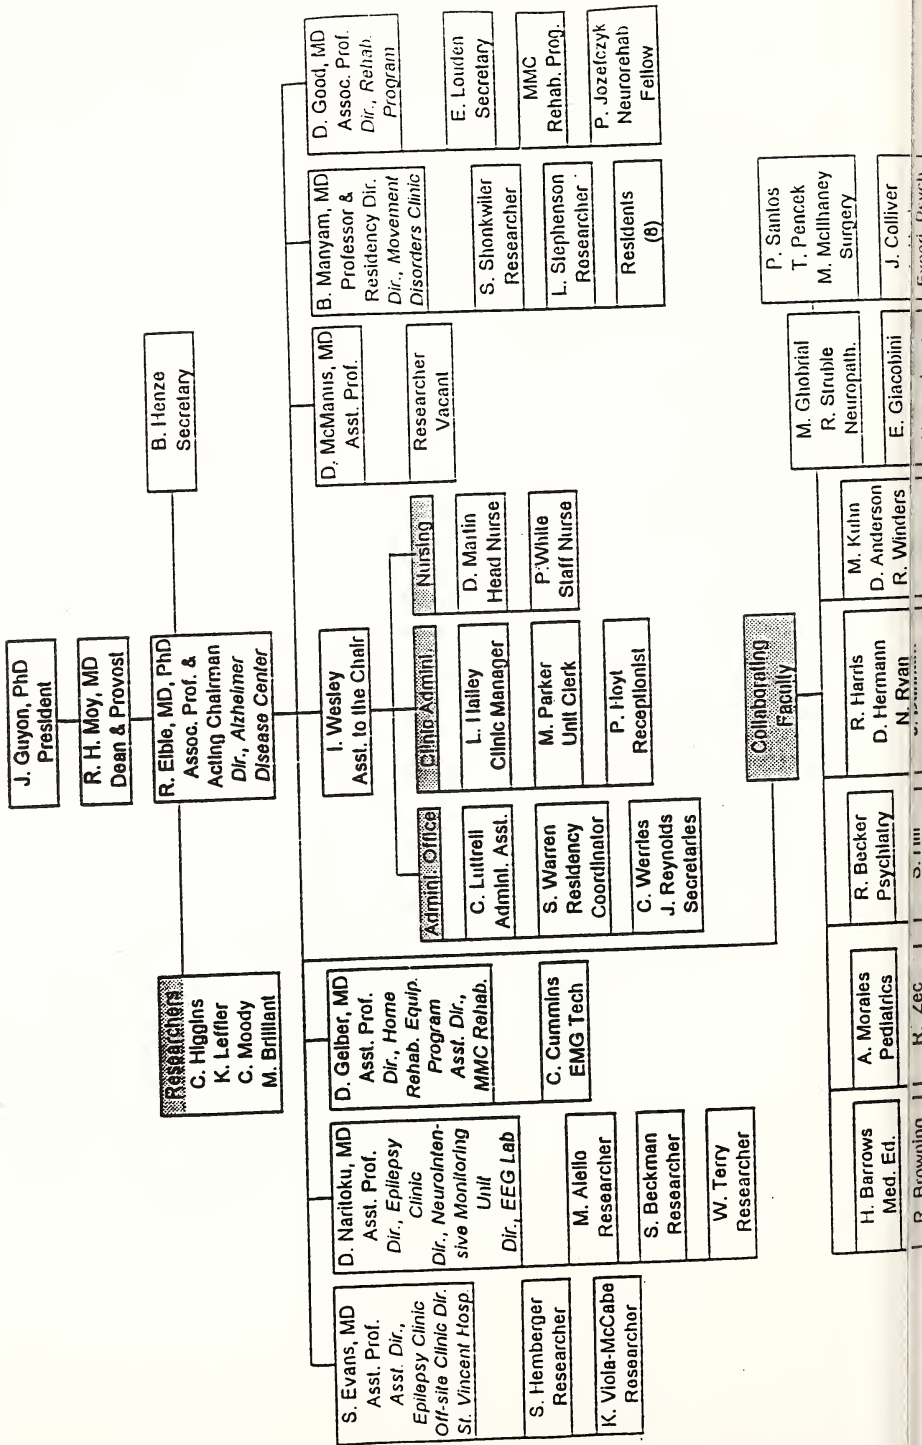 J. Guyon, PhD
President
R. H. Moy, MD
Dean & Provost
R. Elble, MD, PhD
Assoc. Prof. &
Acting Chairman
Dir., Alzheimer
Disease Center
B. Henze
Secretary
Researchers
C. Higgins
K. Leffler
C. Moody
M. Brilliant
S. Evans, MD
Asst. Prof.
Asst. Dir.,
Epilepsy Clinic
Off-site Clinic Dir.
St. Vincent Hosp.
S. Hemberger
Researcher
K. Viola-McCabe
Researcher
D. Naritoku, MD
Asst. Prof.
Dir., Epilepsy
Clinic
Dir., Neurointen-
sive Monitoring
Unit
Dir., EEG Lab
M. Aiello
Researcher
S. Beckman
Researcher
W. Terry
Researcher
D. Gelber, MD
Asst. Prof.
Dir., Home
Rehab. Equip.
Program
Asst. Dir.,
MMC Rehab.
C. Cummins
EMG Tech
I. Wesley
Asst. to the Chair
Admini. Office
C. Luttrell
Admini. Asst.
S. Warren
Residency
Coordinator
C. Werries
J. Reynolds
Secretaries
Clinic Admini.
L. Hailey
Clinic Manager
M. Parker
Unit Clerk
P. Hoyt
Receptionist
Nursing
D. Martin
Head Nurse
P. White
Staff Nurse
D. McManus, MD
Asst. Prof.
Researcher
Vacant
B. Manyam, MD
Professor &
Residency Dir.
Dir., Movement
Disorders Clinic
S. Shonkwiler
Researcher
L. Stephenson
Researcher
Residents
(8)
D. Good, MD
Assoc. Prof.
Dir., Rehab.
Program
E. Louden
Secretary
MMC
Rehab. Prog.
P. Jozefczyk
Neurorehab
Fellow
Collaborating
Faculty
H. Barrows
Med. Ed.
A. Morales
Pediatrics
R. Becker
Psychiatry
R. Harris
D. Hermann
N. Ryan
M. Kuhn
D. Anderson
R. Winders
M. Ghobrial
R. Struble
Neuropath.
P. Santos
T. Pencek
M. McIlhaney
Surgery
R. Browning
R. Zec
S. Hill
E. Giacobini
J. Colliver